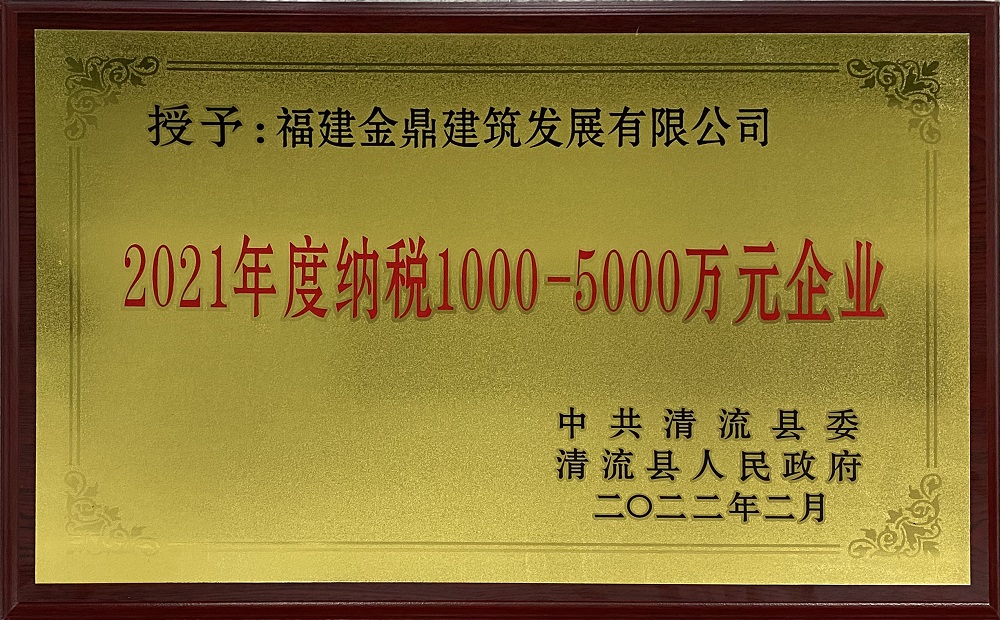 授予：福建金鼎建筑发展有限公司
2021年度纳税1000-5000万元企业
中共清流县委
清流县人民政府
二〇二二年二月